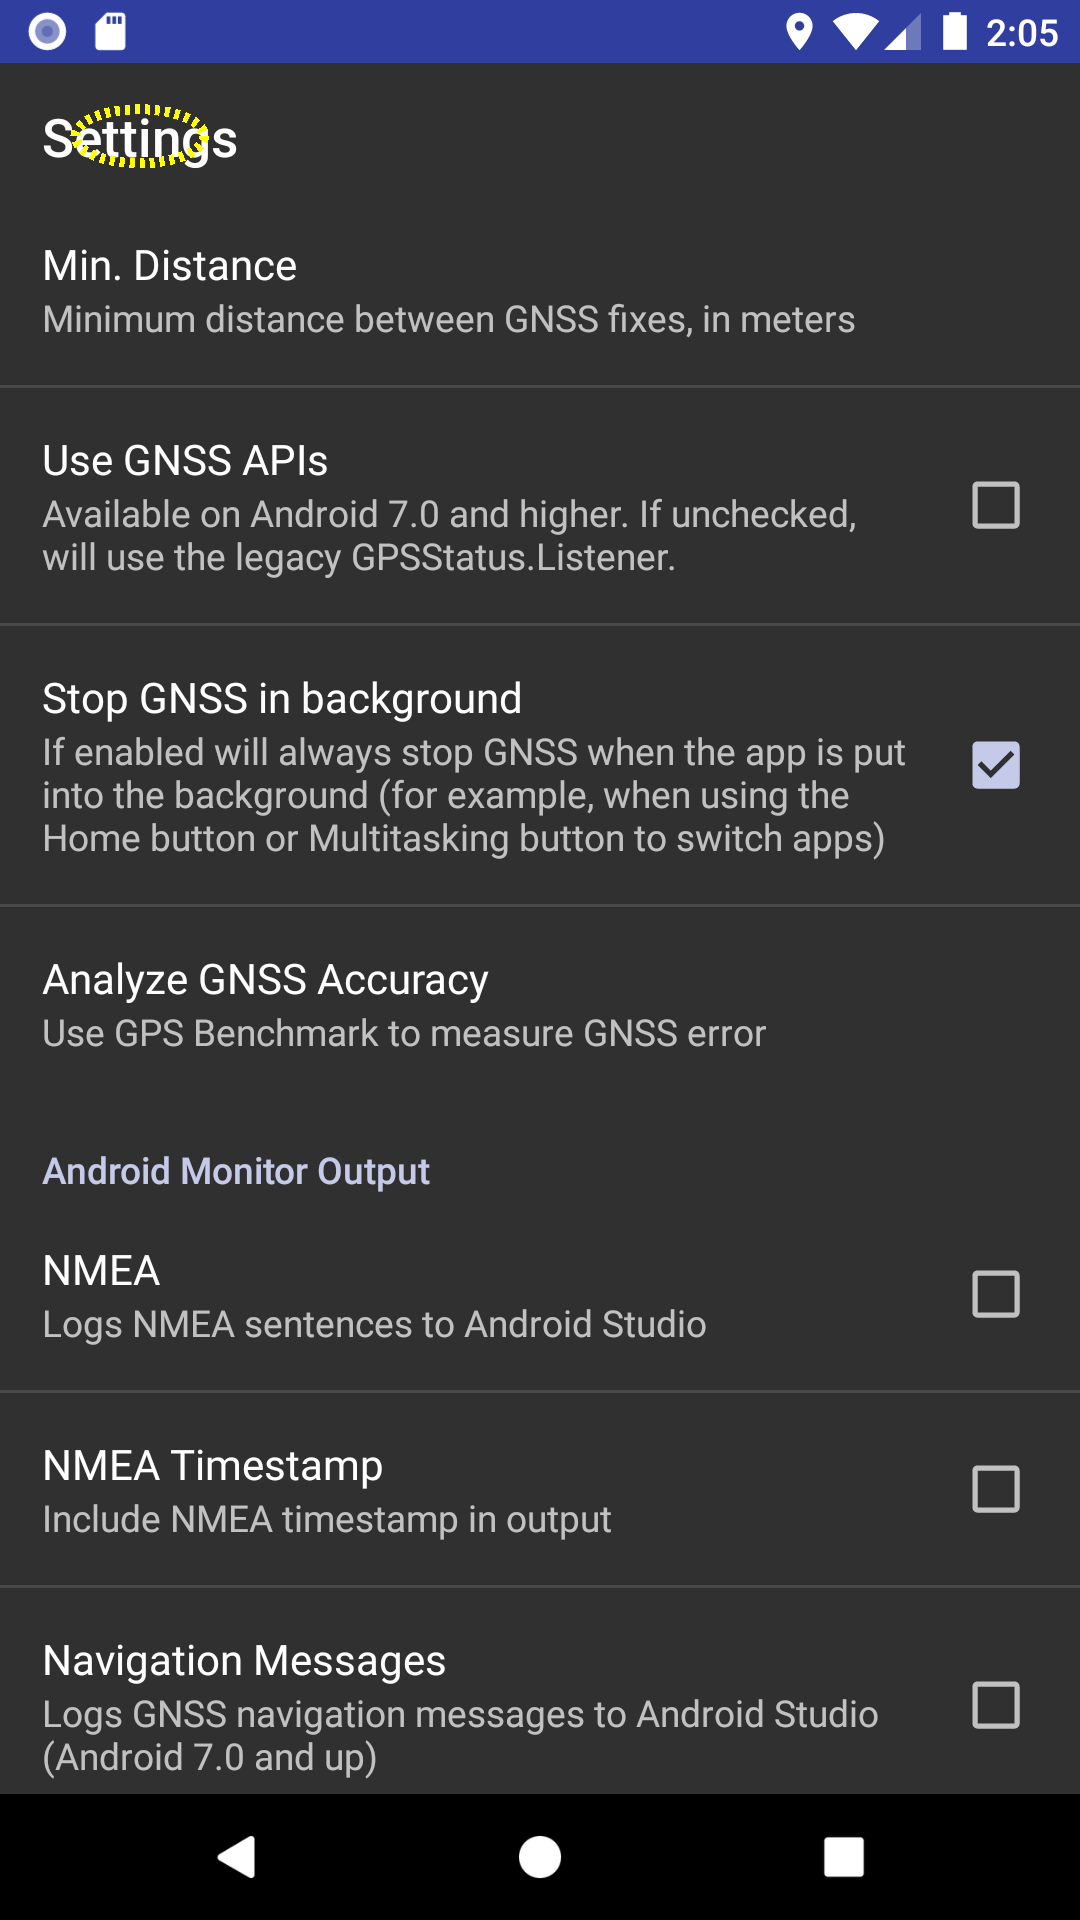 2:05
Settings
Min. Distance
Minimum distance between GNSS fixes, in meters
Use GNSS APIs
Available on Android 7.0 and higher. If unchecked,
will use the legacy GPSStatus.Listener.
Stop GNSS in background
If enabled will always stop GNSS when the app is put
into the background (for example, when using the
Home button or Multitasking button to switch apps)
Analyze GNSS Accuracy
Use GPS Benchmark to measure GNSS error
Android Monitor Output
NMEA
Logs NMEA sentences to Android Studio
NMEA Timestamp
Include NMEA timestamp in output
Navigation Messages
Logs GNSS navigation messages to Android Studio
(Android 7.0 and up)